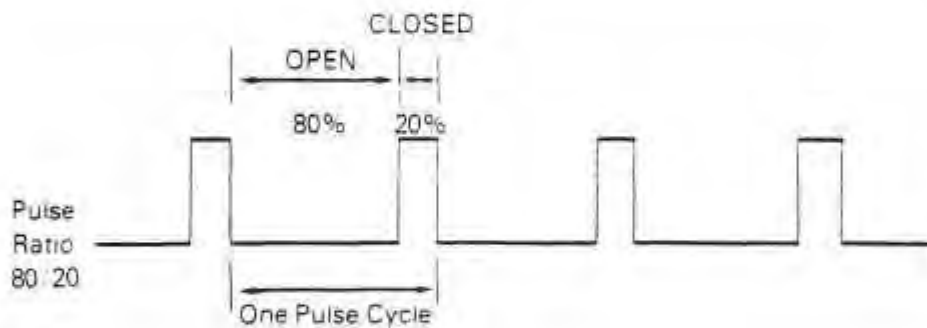 CLOSED
OPEN
80% 20%
Pulse
Ratio
80:20
One Pulse Cycle